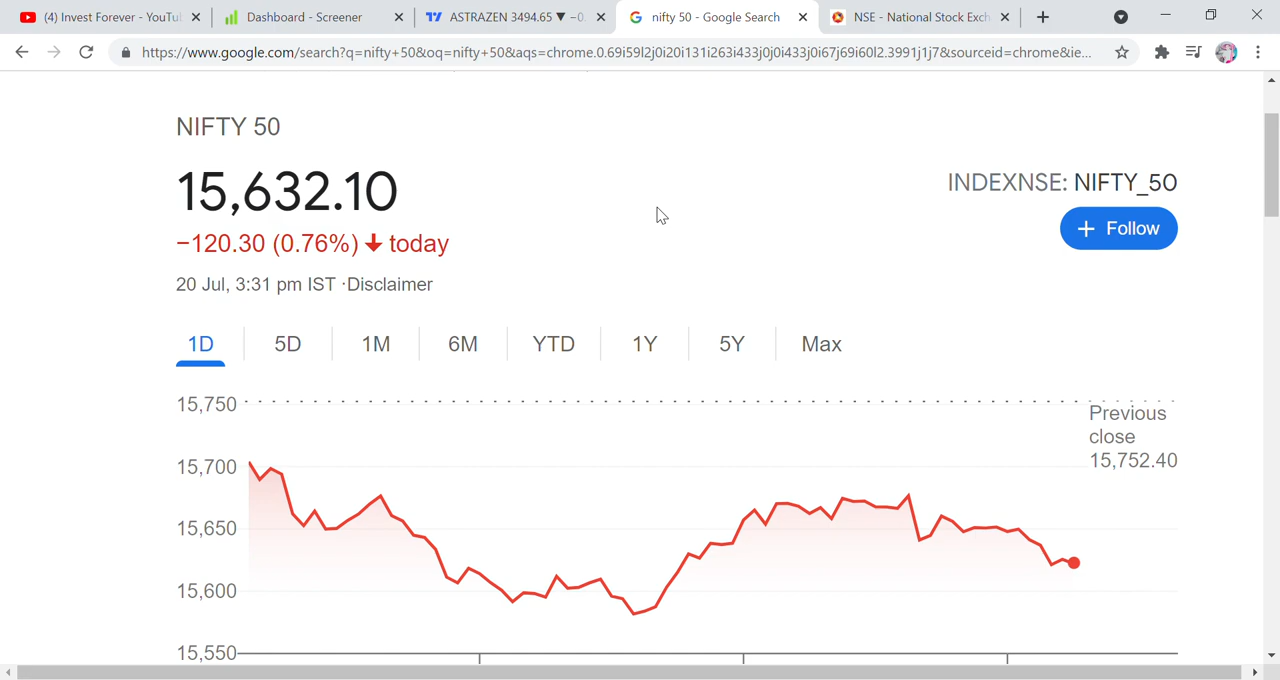 (4) Invest Forever - YouTu
Dashboard - Screener
ASTRAZEN 3494.65 ▼ −0.
nifty 50 - Google Search
NSE - National Stock Exch
https://www.google.com/search?q=nifty+50&oq=nifty+50&aqs=chrome.0.69i59l2j0i20i131i263i433j0j0i433j0i67j69i60l2.3991j1j7&sourceid=chrome&ie...
NIFTY 50
15,632.10
INDEXNSE: NIFTY_50
−120.30 (0.76%) ↓ today
+ Follow
20 Jul, 3:31 pm IST ·Disclaimer
1D 5D 1M 6M YTD 1Y 5Y Max
15,750
Previous
close
15,752.40
15,700
15,650
15,600
15,550